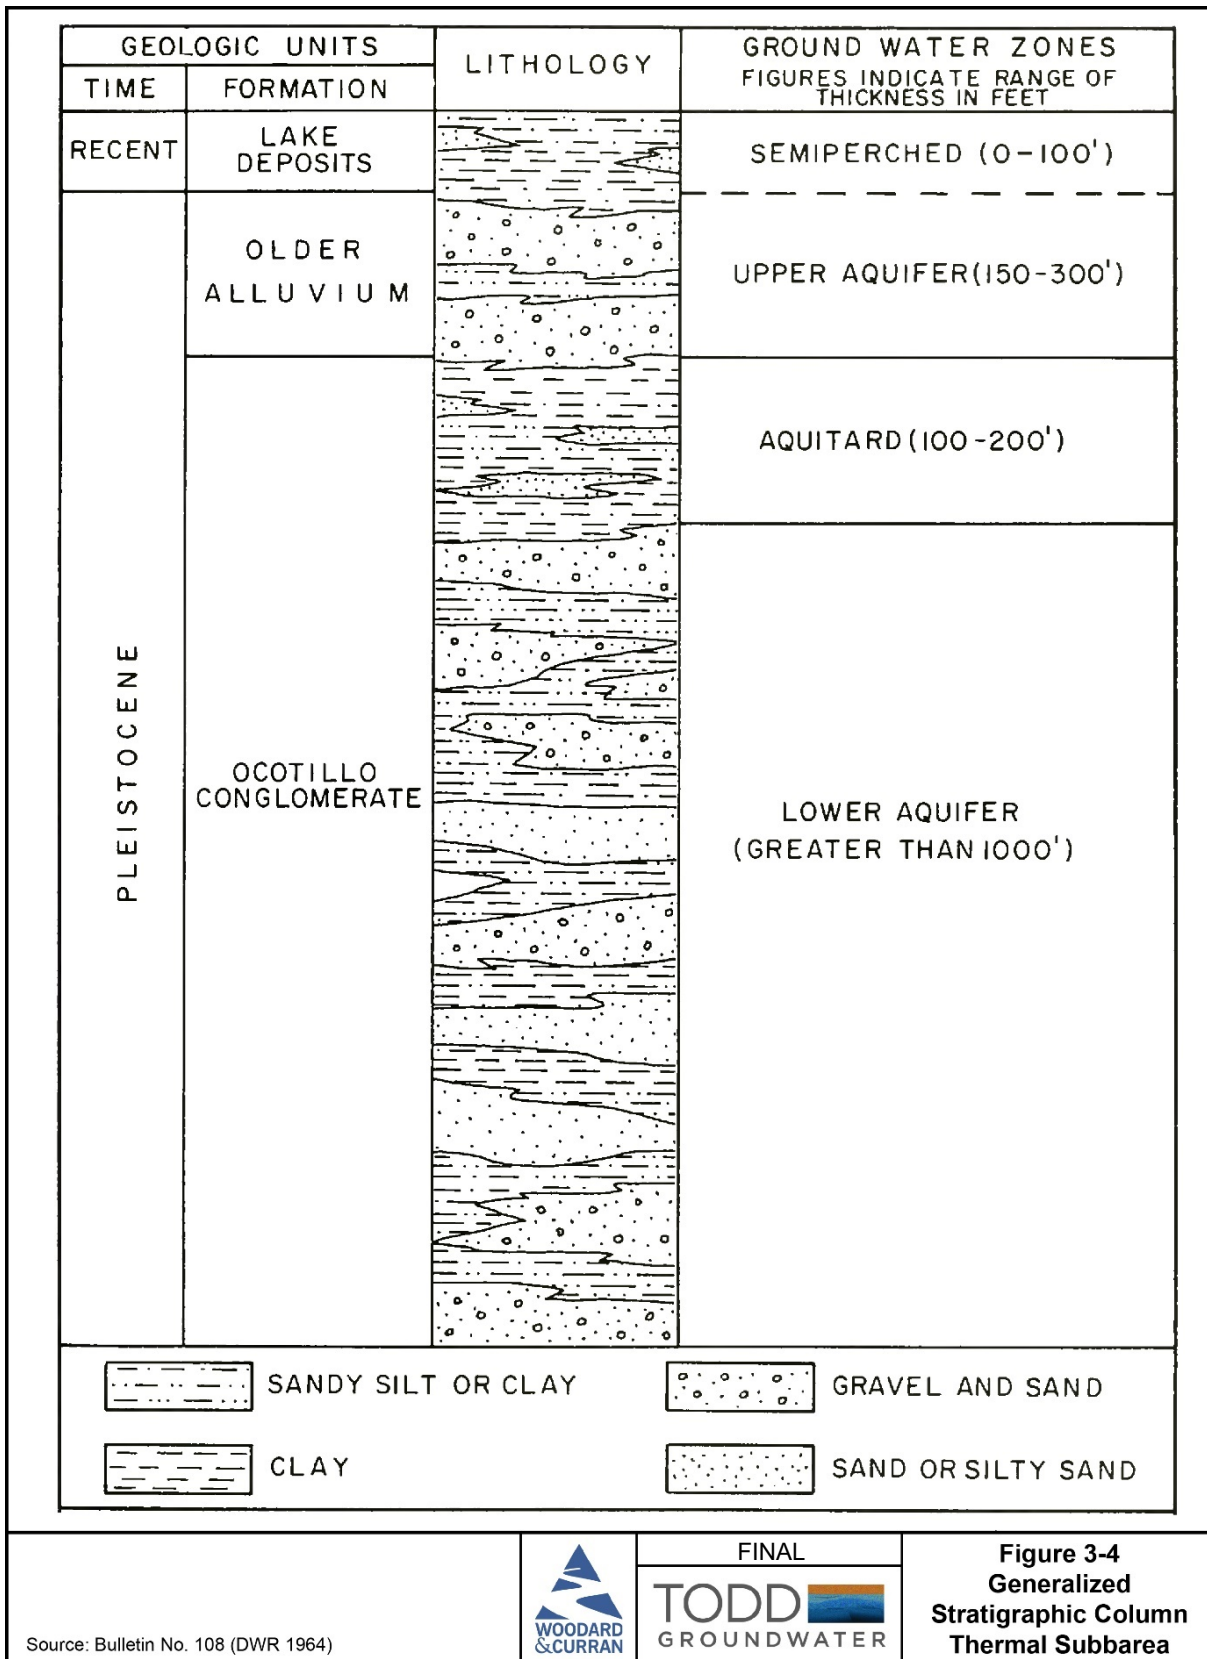 GEOLOGIC UNITS
TIME
FORMATION
LITHOLOGY
GROUND WATER ZONES
FIGURES INDICATE RANGE OF
THICKNESS IN FEET
RECENT
LAKE
DEPOSITS
SEMIPERCHED (0-100')
PLEISTOCENE
OLDER
ALLUVIUM
UPPER AQUIFER (150-300')
AQUITARD (100-200')
OCOTILLO
CONGLOMERATE
LOWER AQUIFER
(GREATER THAN 1000')
SANDY SILT OR CLAY
GRAVEL AND SAND
CLAY
SAND OR SILTY SAND
Source: Bulletin No. 108 (DWR 1964)
WOODARD
&CURRAN
FINAL
TODD
GROUNDWATER
Figure 3-4
Generalized
Stratigraphic Column
Thermal Subbarea